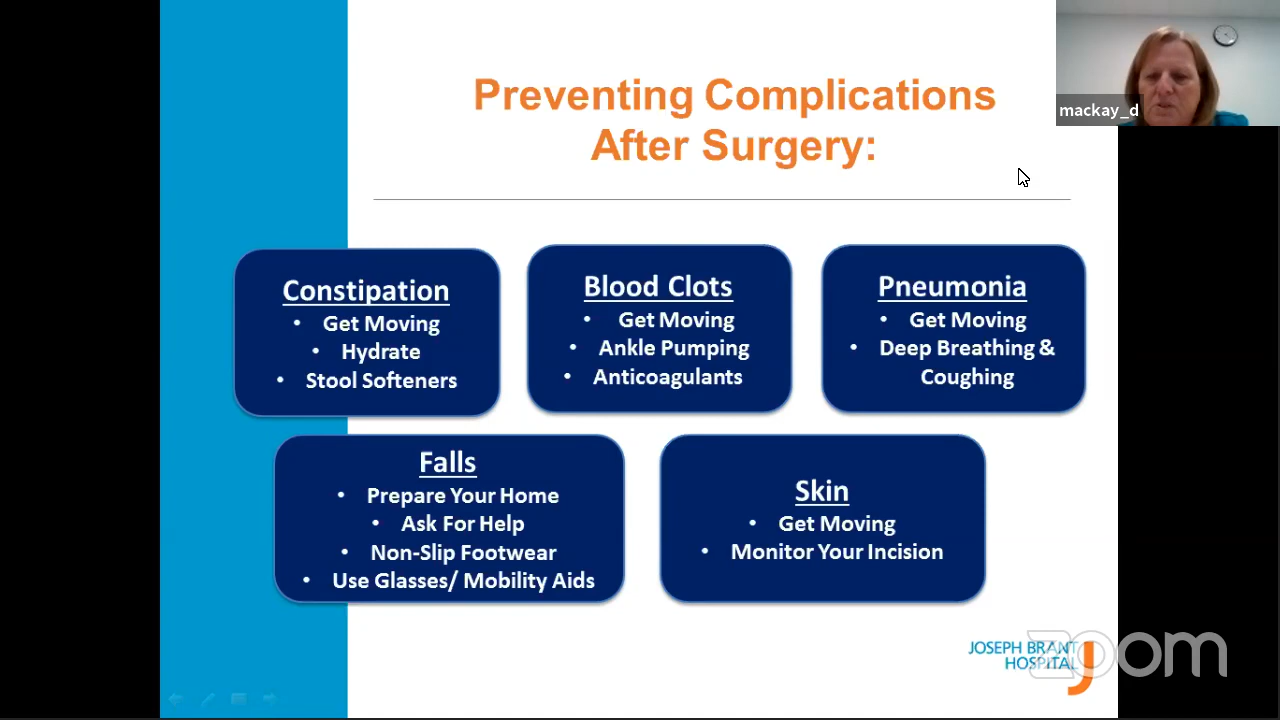 Preventing Complications
After Surgery:
mackay_d
Constipation
• Get Moving
• Hydrate
• Stool Softeners
Blood Clots
• Get Moving
• Ankle Pumping
• Anticoagulants
Pneumonia
• Get Moving
• Deep Breathing &
Coughing
Falls
• Prepare Your Home
• Ask For Help
• Non-Slip Footwear
• Use Glasses/ Mobility Aids
Skin
• Get Moving
• Monitor Your Incision
JOSEPH BRANT
HOSPITAL
zoom